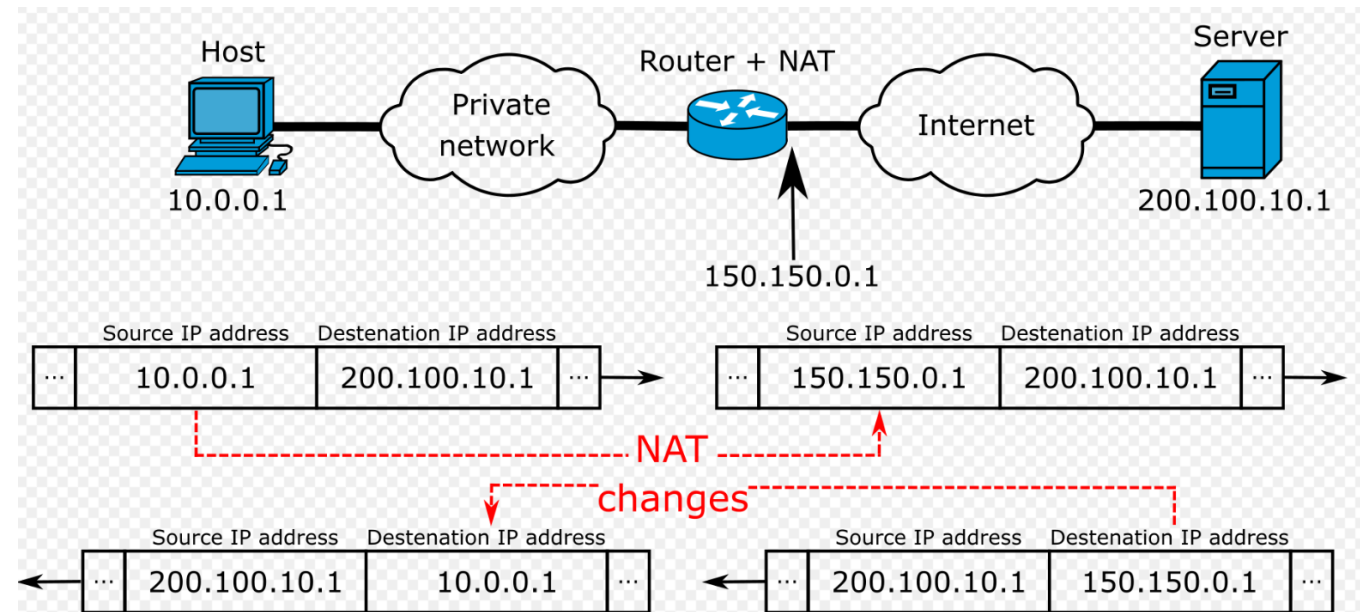 Host
Private
network
Router + NAT
Internet
Server
10.0.0.1
200.100.10.1
150.150.0.1
Source IP address Destenation IP address
... 10.0.0.1 200.100.10.1 ...
Source IP address Destenation IP address
... 150.150.0.1 200.100.10.1 ...
NAT
changes
Source IP address Destenation IP address
... 200.100.10.1 10.0.0.1 ...
Source IP address Destenation IP address
... 200.100.10.1 150.150.0.1 ...